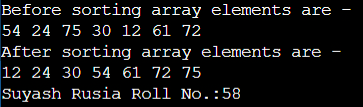 Before sorting array elements are -
54 24 75 30 12 61 72
After sorting array elements are -
12 24 30 54 61 72 75
Suyash Rusia Roll No.:58